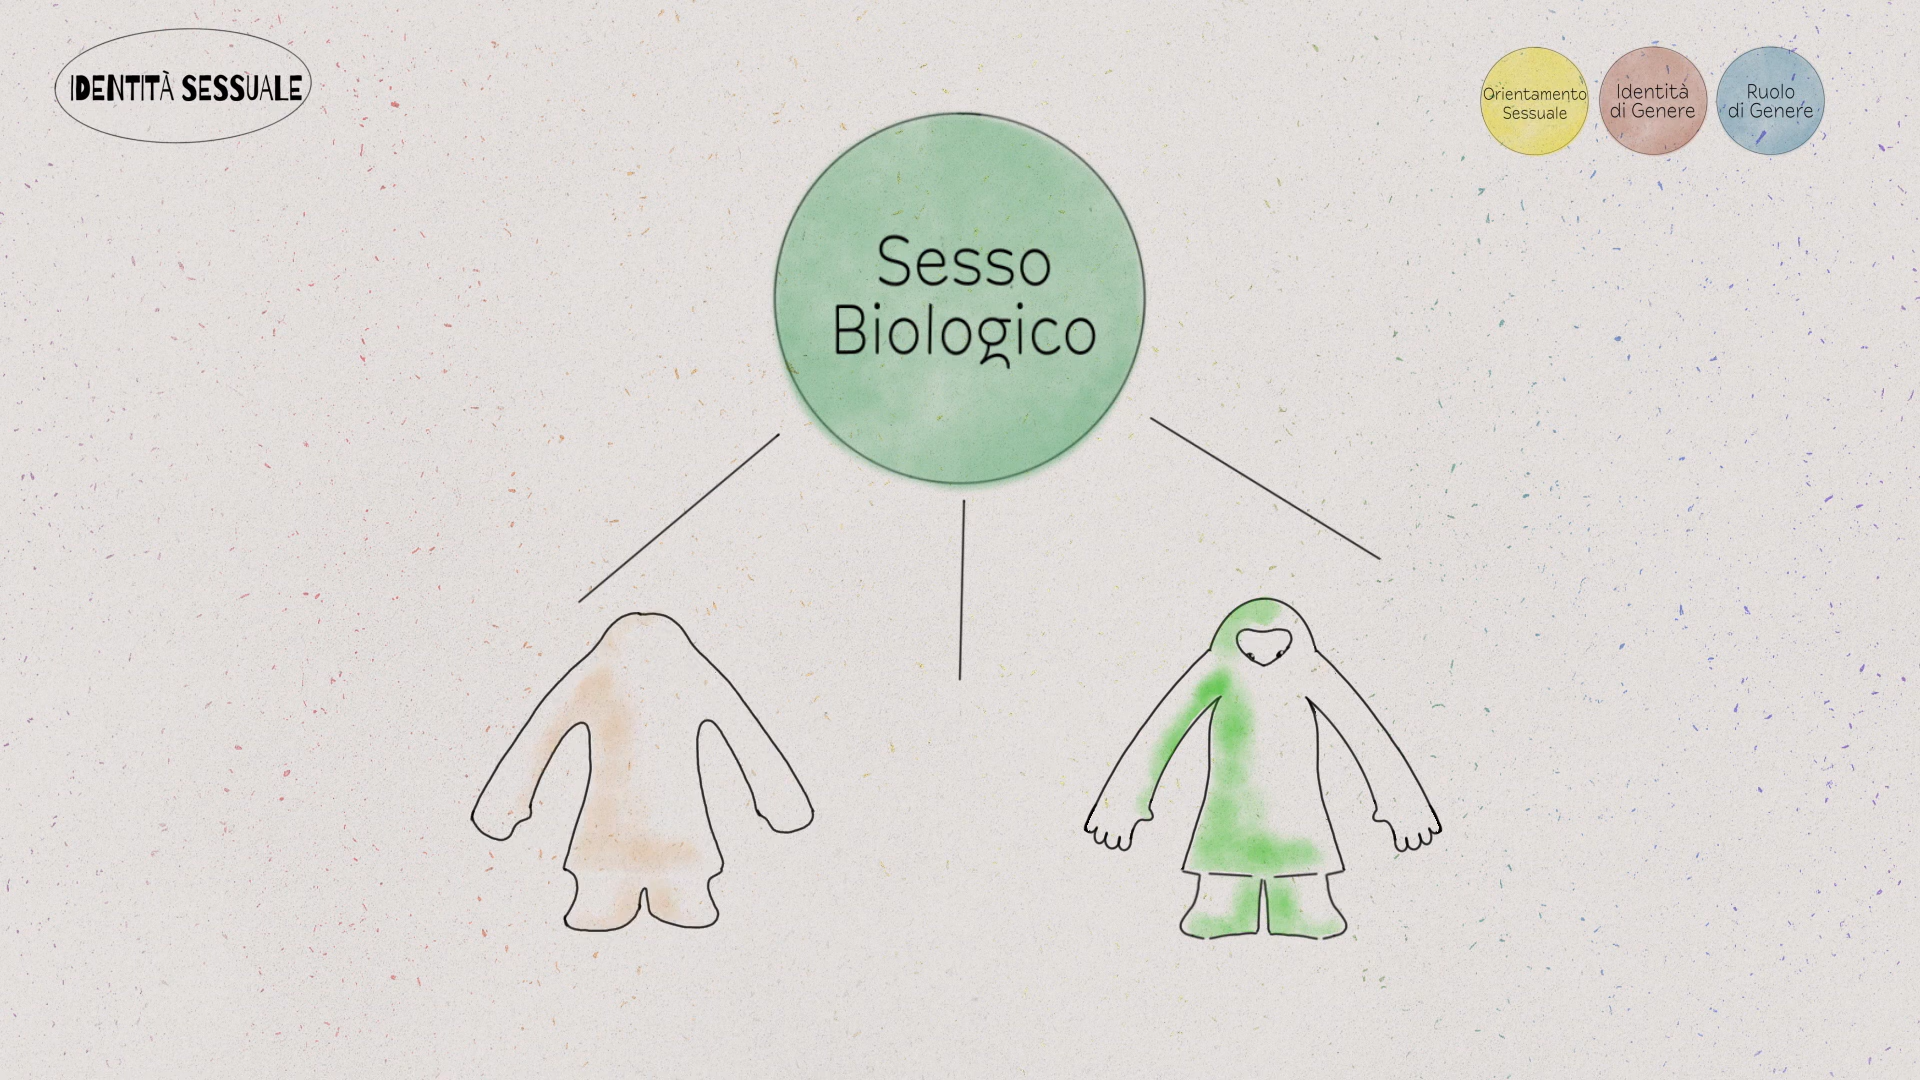 IDENTITÀ SESSUALE
Orientamento
Sessuale
Identità
di Genere
Ruolo
di Genere
Sesso
Biologico